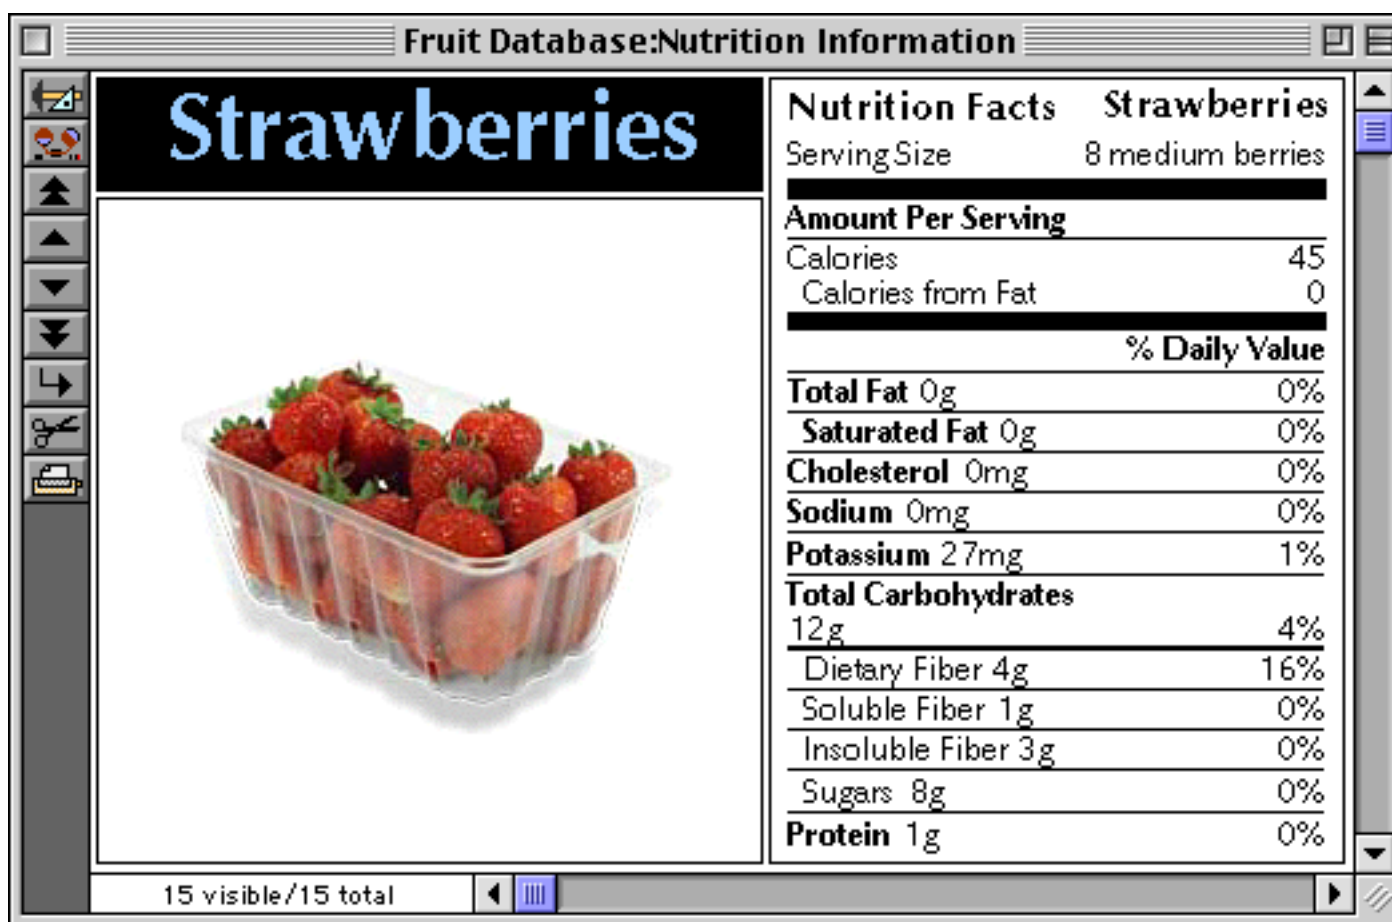 Fruit Database:Nutrition Information
Strawberries
Nutrition Facts Strawberries
Serving Size 8 medium berries
Amount Per Serving
Calories 45
Calories from Fat 0
% Daily Value
Total Fat 0g 0%
Saturated Fat 0g 0%
Cholesterol 0mg 0%
Sodium 0mg 0%
Potassium 27mg 1%
Total Carbohydrates
12g 4%
Dietary Fiber 4g 16%
Soluble Fiber 1g 0%
Insoluble Fiber 3g 0%
Sugars 8g 0%
Protein 1g 0%
15 visible/15 total